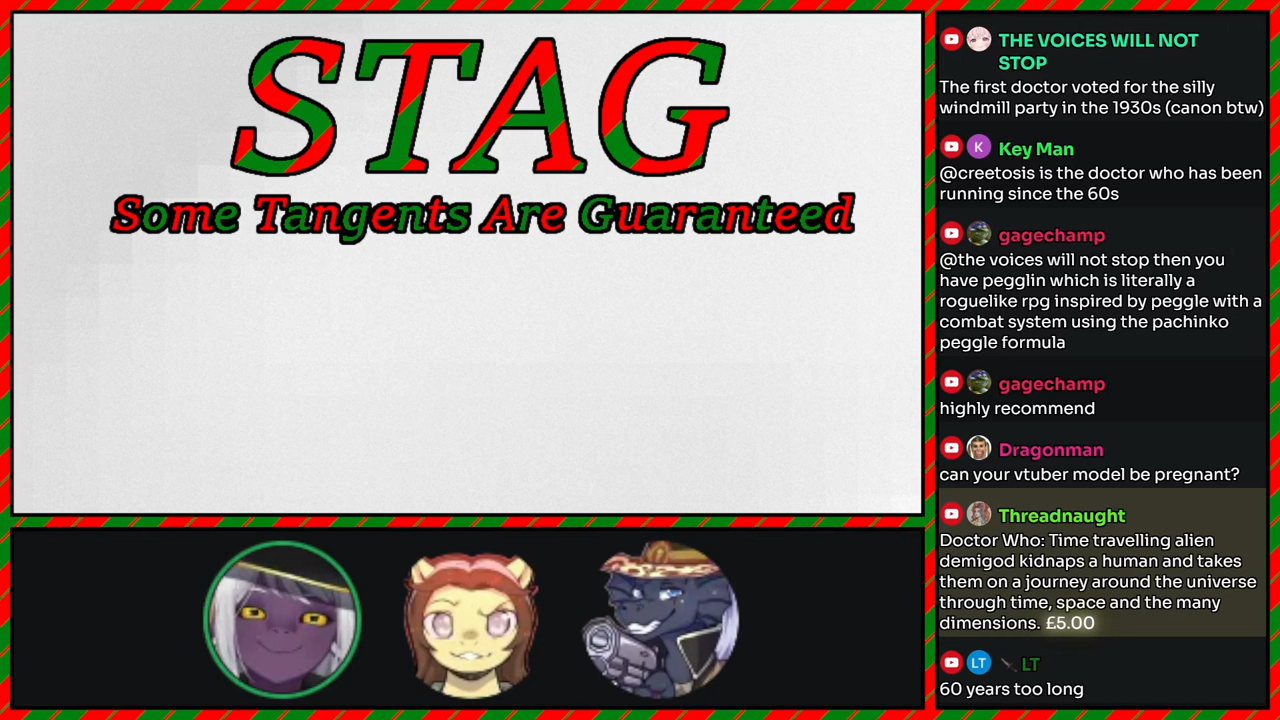 STAG
Some Tangents Are Guaranteed
THE VOICES WILL NOT
STOP
The first doctor voted for the silly
windmill party in the 1930s (canon btw)
K
Key Man
@creetosis is the doctor who has been
running since the 60s
gagechamp
@the voices will not stop then you
have pegglin which is literally a
roguelike rpg inspired by peggle with a
combat system using the pachinko
peggle formula
gagechamp
highly recommend
Dragonman
can your vtuber model be pregnant?
Threadnaught
Doctor Who: Time travelling alien
demigod kidnaps a human and takes
them on a journey around the universe
through time, space and the many
dimensions. £5.00
LT
LT
60 years too long